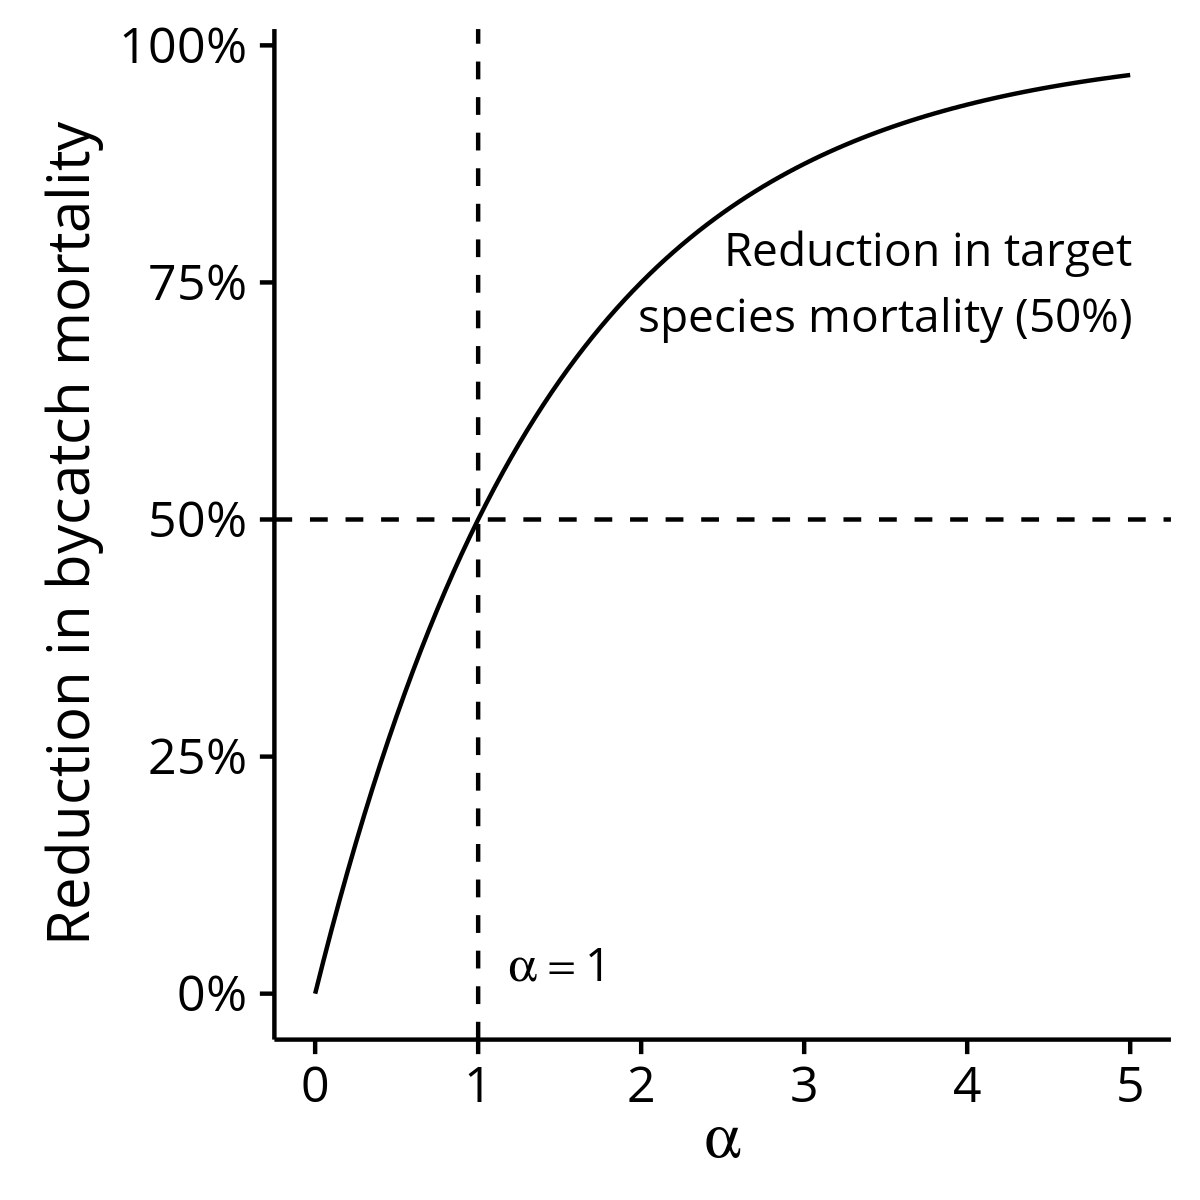 100%
75%
50%
25%
0%
Reduction in bycatch mortality
Reduction in target
species mortality (50%)
α = 1
0 1 2 3 4 5
α